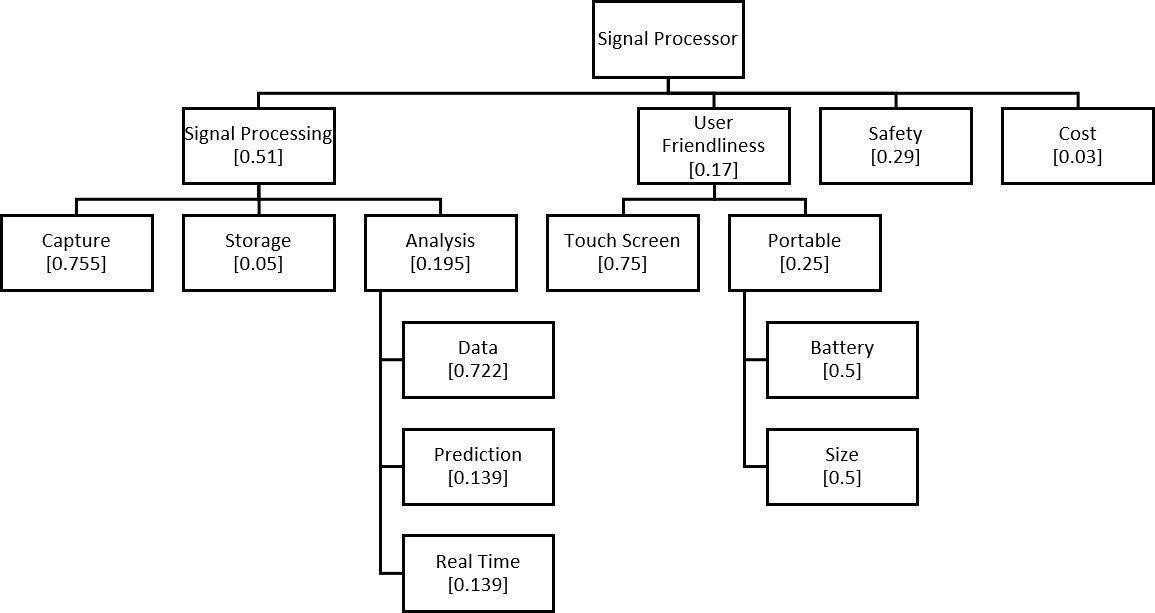 Signal Processor
Signal Processing
[0.51]
User
Friendliness
[0.17]
Safety
[0.29]
Cost
[0.03]
Capture
[0.755]
Storage
[0.05]
Analysis
[0.195]
Touch Screen
[0.75]
Portable
[0.25]
Data
[0.722]
Battery
[0.5]
Prediction
[0.139]
Size
[0.5]
Real Time
[0.139]